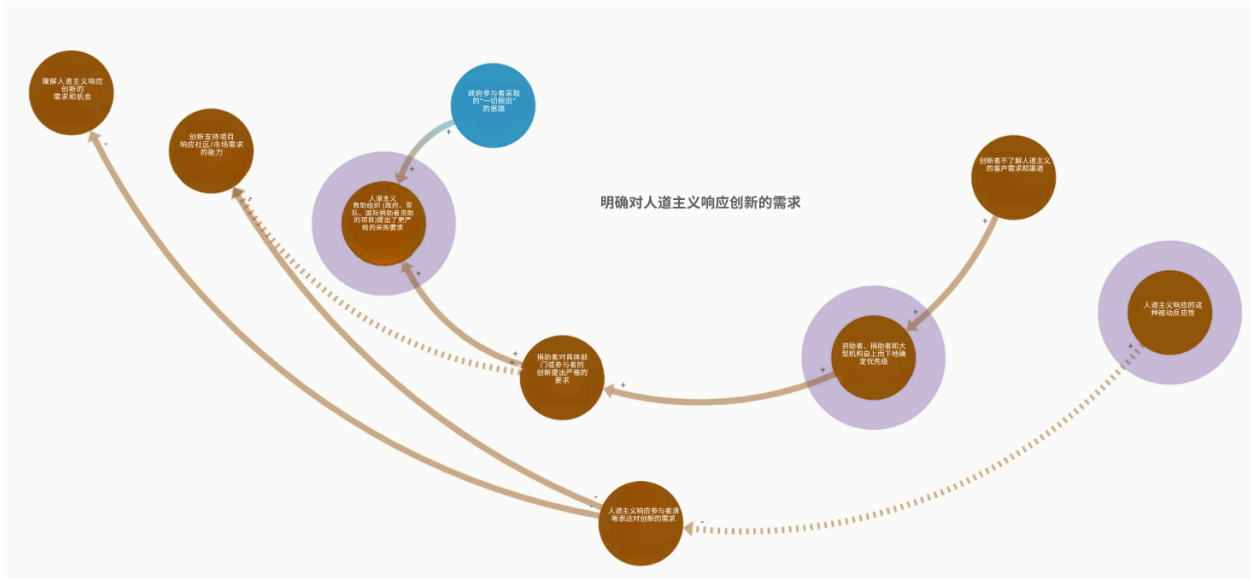 理解人道主义响应
创新的
需求和机会
创新支持项目
响应社区/市场需求
的能力
政府参与者采取
的"一切照旧"
的思路
人道主义
救助组织 (政府、军
队、国际捐助者资助
的项目)提出了更严
格的采购要求
明确对人道主义响应创新的需求
创新者不了解人道主义
的客户需求和渠道
人道主义响应的这
种被动反应性
资助者、捐助者和大
型机构自上而下地确
定优先级
捐助者对具体部
门或参与者的
创新提出严格的
要求
人道主义响应参与者清
晰表达对创新的需求